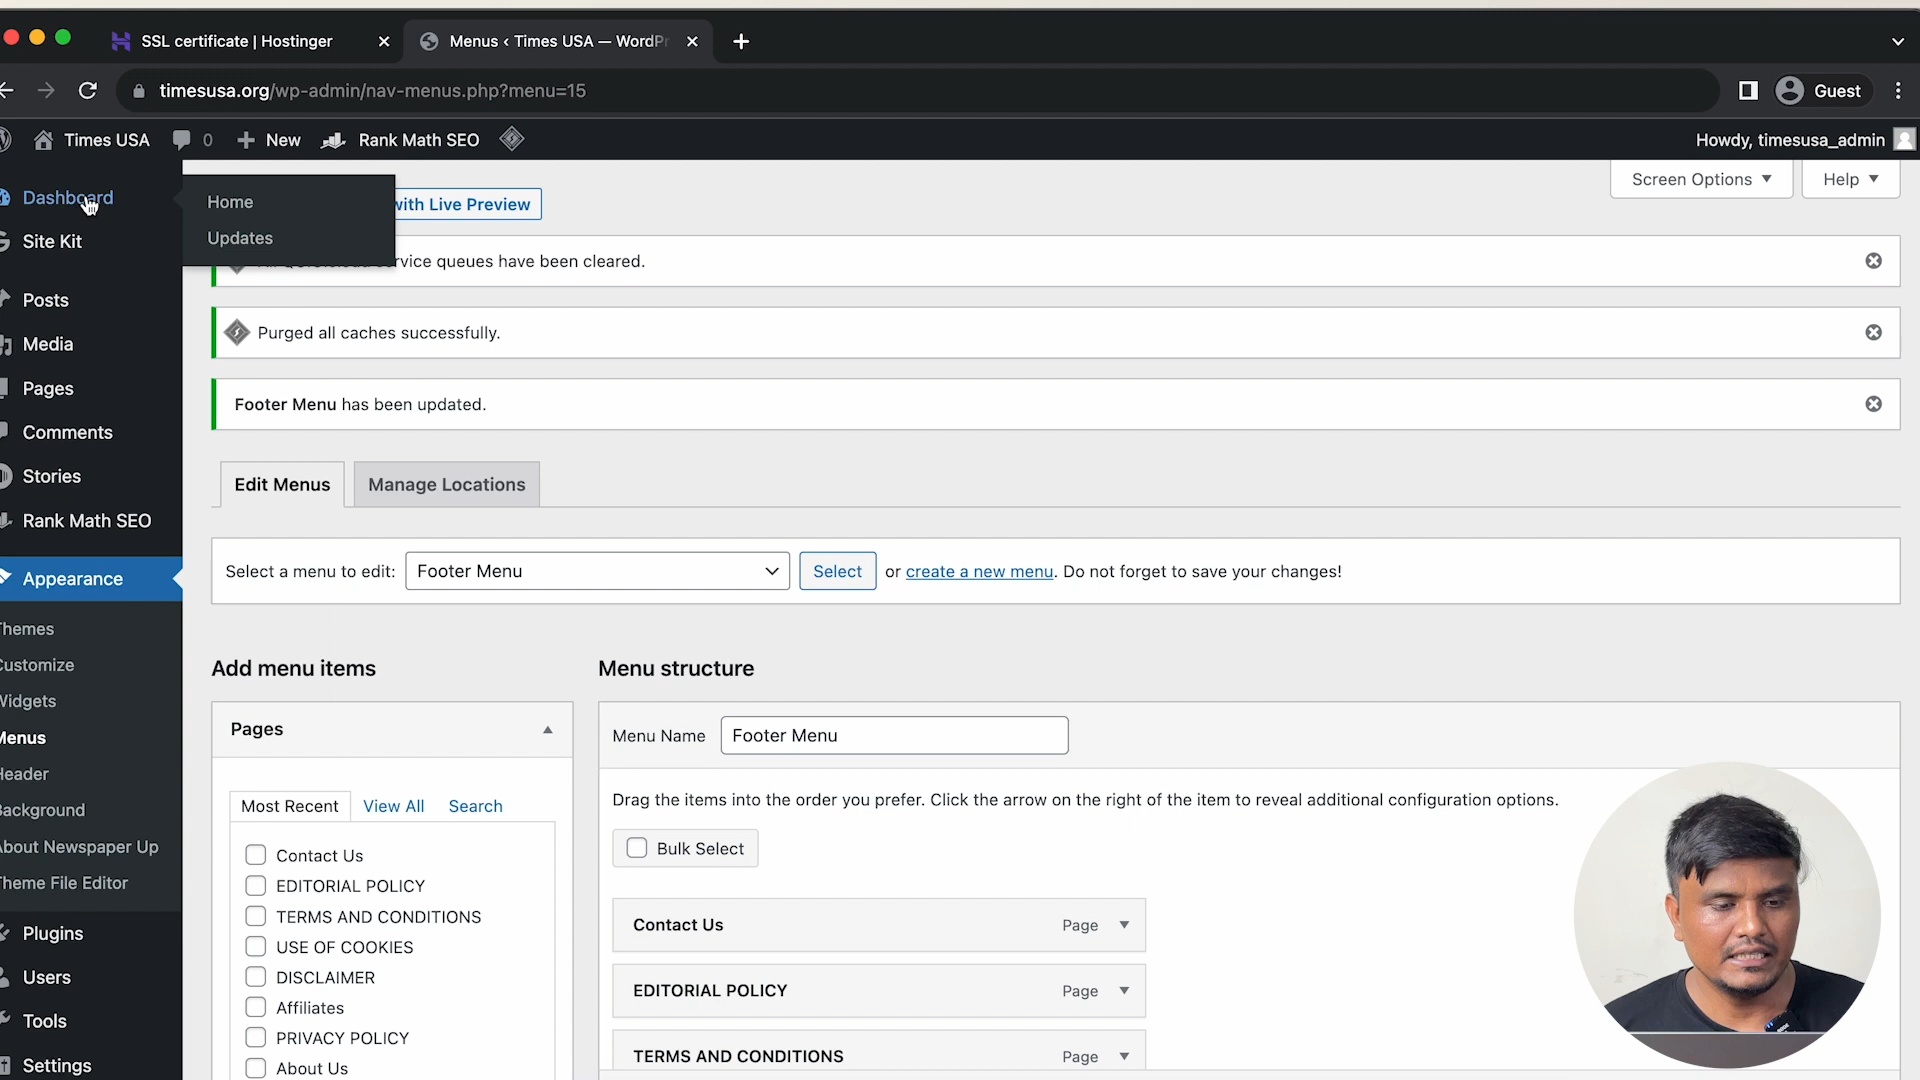 SSL certificate | Hostinger
Menus ‹ Times USA — WordPr
timesusa.org/wp-admin/nav-menus.php?menu=15
Guest
Times USA
0
New
Rank Math SEO
Howdy, timesusa_admin
Dashboard
Site Kit
Posts
Media
Pages
Comments
Stories
Rank Math SEO
Appearance
Themes
Customize
Widgets
Menus
Header
Background
About Newspaper Up
Theme File Editor
Plugins
Users
Tools
Settings
Home
Updates
with Live Preview
Screen Options
Help
service queues have been cleared.
Purged all caches successfully.
Footer Menu has been updated.
Edit Menus
Manage Locations
Select a menu to edit:
Footer Menu
Select
or create a new menu. Do not forget to save your changes!
Add menu items
Pages
Most Recent
View All
Search
Contact Us
EDITORIAL POLICY
TERMS AND CONDITIONS
USE OF COOKIES
DISCLAIMER
Affiliates
PRIVACY POLICY
About Us
Menu structure
Menu Name
Footer Menu
Drag the items into the order you prefer. Click the arrow on the right of the item to reveal additional configuration options.
Bulk Select
Contact Us
Page
EDITORIAL POLICY
Page
TERMS AND CONDITIONS
Page